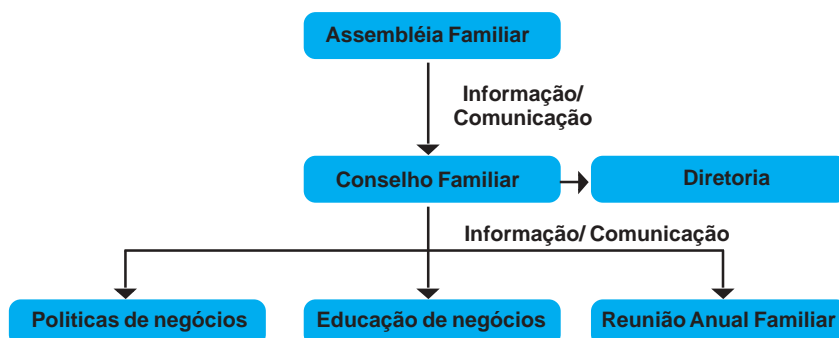 Assembléia Familiar
Informação/
Comunicação
Conselho Familiar
Diretoria
Informação/ Comunicação
Politicas de negócios
Educação de negócios
Reunião Anual Familiar